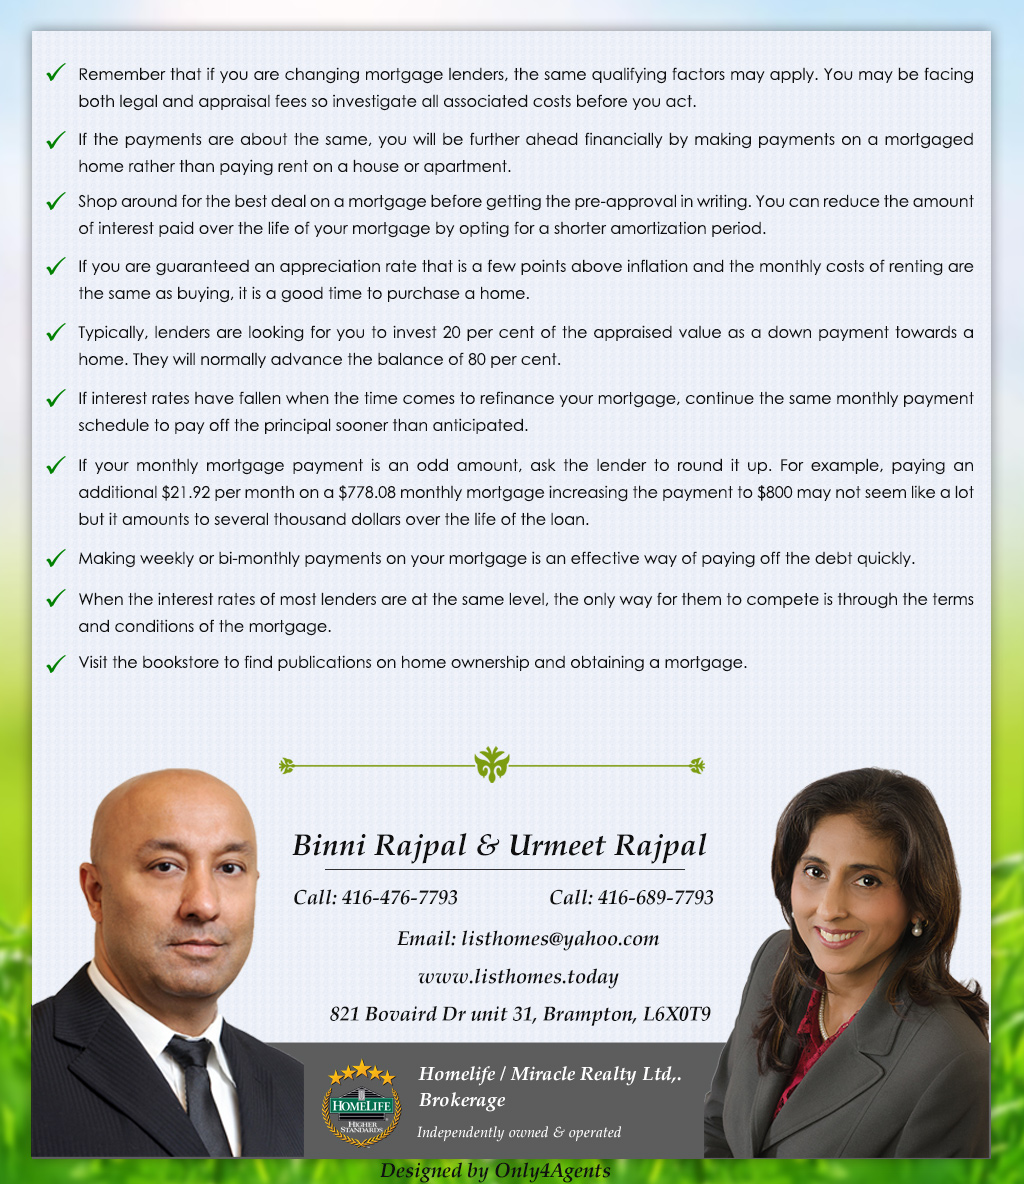 Remember that if you are changing mortgage lenders, the same qualifying factors may apply. You may be facing
both legal and appraisal fees so investigate all associated costs before you act.
If the payments are about the same, you will be further ahead financially by making payments on a mortgaged
home rather than paying rent on a house or apartment.
Shop around for the best deal on a mortgage before getting the pre-approval in writing. You can reduce the amount
of interest paid over the life of your mortgage by opting for a shorter amortization period.
If you are guaranteed an appreciation rate that is a few points above inflation and the monthly costs of renting are
the same as buying, it is a good time to purchase a home.
Typically, lenders are looking for you to invest 20 per cent of the appraised value as a down payment towards a
home. They will normally advance the balance of 80 per cent.
If interest rates have fallen when the time comes to refinance your mortgage, continue the same monthly payment
schedule to pay off the principal sooner than anticipated.
If your monthly mortgage payment is an odd amount, ask the lender to round it up. For example, paying an
additional $21.92 per month on a $778.08 monthly mortgage increasing the payment to $800 may not seem like a lot
but it amounts to several thousand dollars over the life of the loan.
Making weekly or bi-monthly payments on your mortgage is an effective way of paying off the debt quickly.
When the interest rates of most lenders are at the same level, the only way for them to compete is through the terms
and conditions of the mortgage.
Visit the bookstore to find publications on home ownership and obtaining a mortgage.
Binni Rajpal & Urmeet Rajpal
Call: 416-476-7793 Call: 416-689-7793
Email: listhomes@yahoo.com
www.listhomes.today
821 Bovaird Dr unit 31, Brampton, L6X0T9
Homelife / Miracle Realty Ltd,.
Brokerage
Independently owned & operated
HOMELIFE
HIGHER
STANDARDS
Designed by Only4Agents